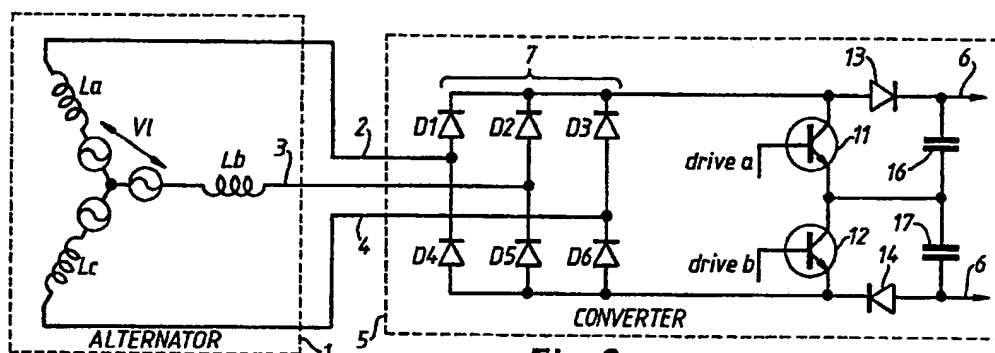 7
13
6
La
Vl
D1
D2
D3
2
11
drive a
16
Lb
3
4
17
12
Lc
D4
D5
D6
drive b
14
6
ALTERNATOR
1
5
CONVERTER